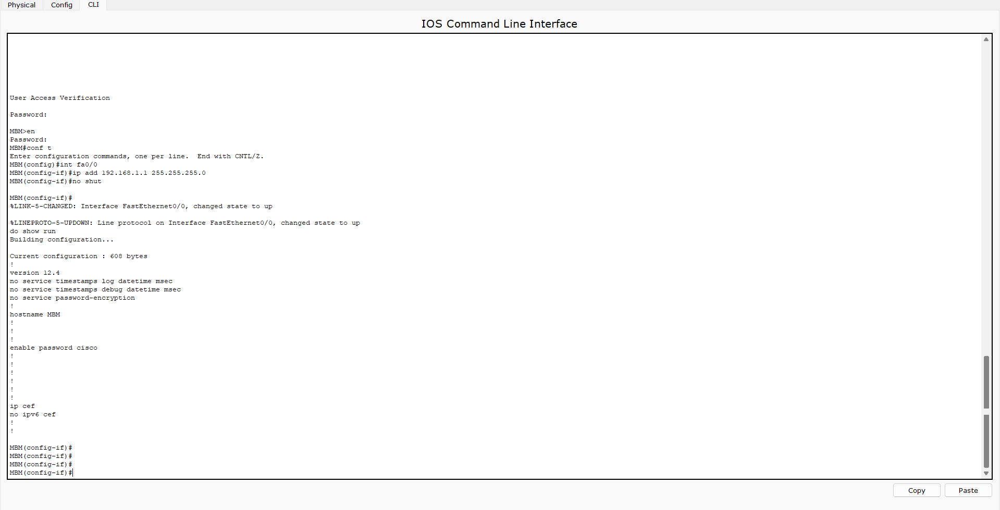 Physical Config CLI
IOS Command Line Interface
User Access Verification
Password:
MBM>en
Password:
MBM#conf t
Enter configuration commands, one per line.  End with CNTL/Z.
MBM(config)#int fa0/0
MBM(config-if)#ip add 192.168.1.1 255.255.255.0
MBM(config-if)#no shut
MBM(config-if)#
%LINK-5-CHANGED: Interface FastEthernet0/0, changed state to up
%LINEPROTO-5-UPDOWN: Line protocol on Interface FastEthernet0/0, changed state to up
do show run
Building configuration...
Current configuration : 608 bytes
!
version 12.4
no service timestamps log datetime msec
no service timestamps debug datetime msec
no service password-encryption
!
hostname MBM
!
!
!
enable password cisco
!
!
!
!
!
!
ip cef
no ipv6 cef
!
!
MBM(config-if)#
MBM(config-if)#
MBM(config-if)#
MBM(config-if)#
Copy Paste